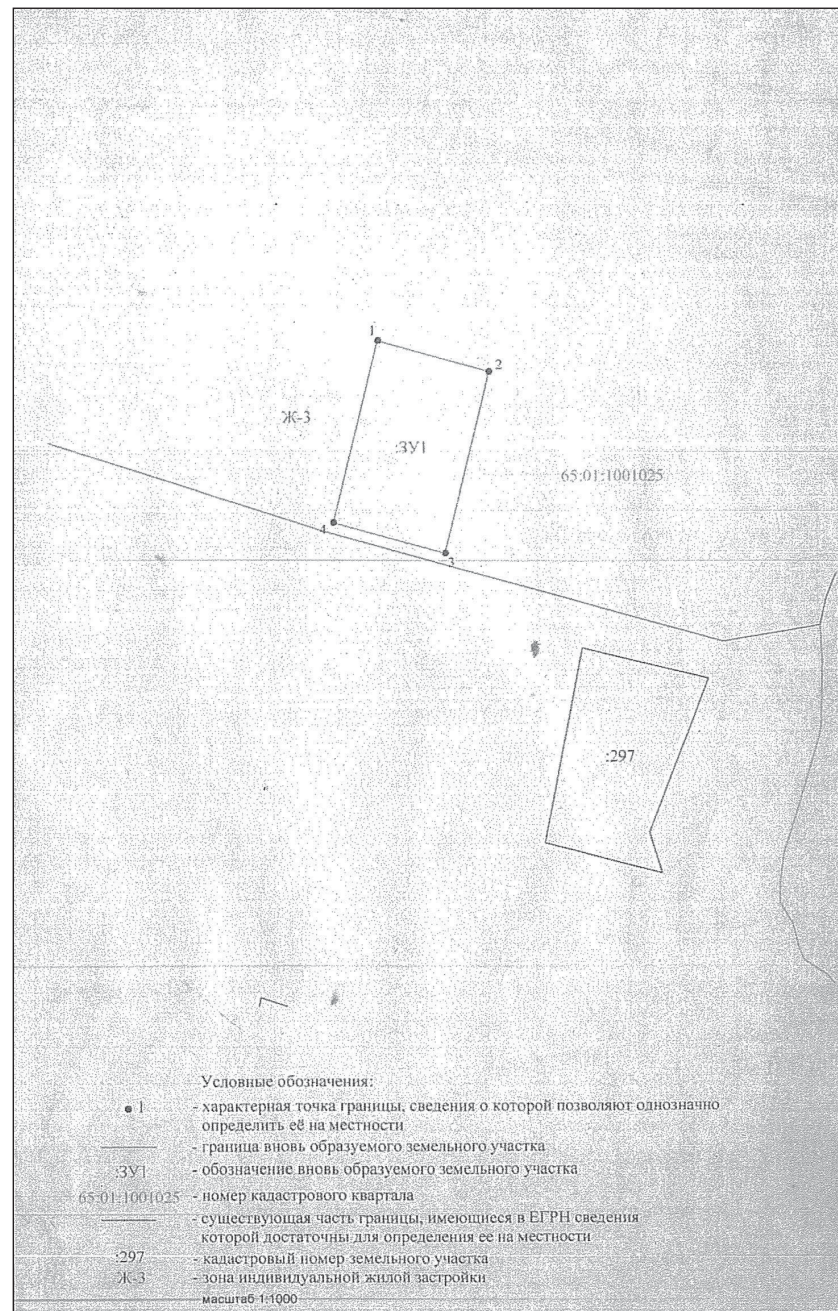 1
2
Ж-3
:ЗУ1
65:01:1001025
4
3
:297
Условные обозначения:
1 - характерная точка границы, сведения о которой позволяют однозначно
определить её на местности
- граница вновь образуемого земельного участка
:ЗУ1 - обозначение вновь образуемого земельного участка
65:01:1001025 - номер кадастрового квартала
- существующая часть границы, имеющиеся в ЕГРН сведения
которой достаточны для определения ее на местности
:297 - кадастровый номер земельного участка
Ж-3 - зона индивидуальной жилой застройки
масштаб 1:1000